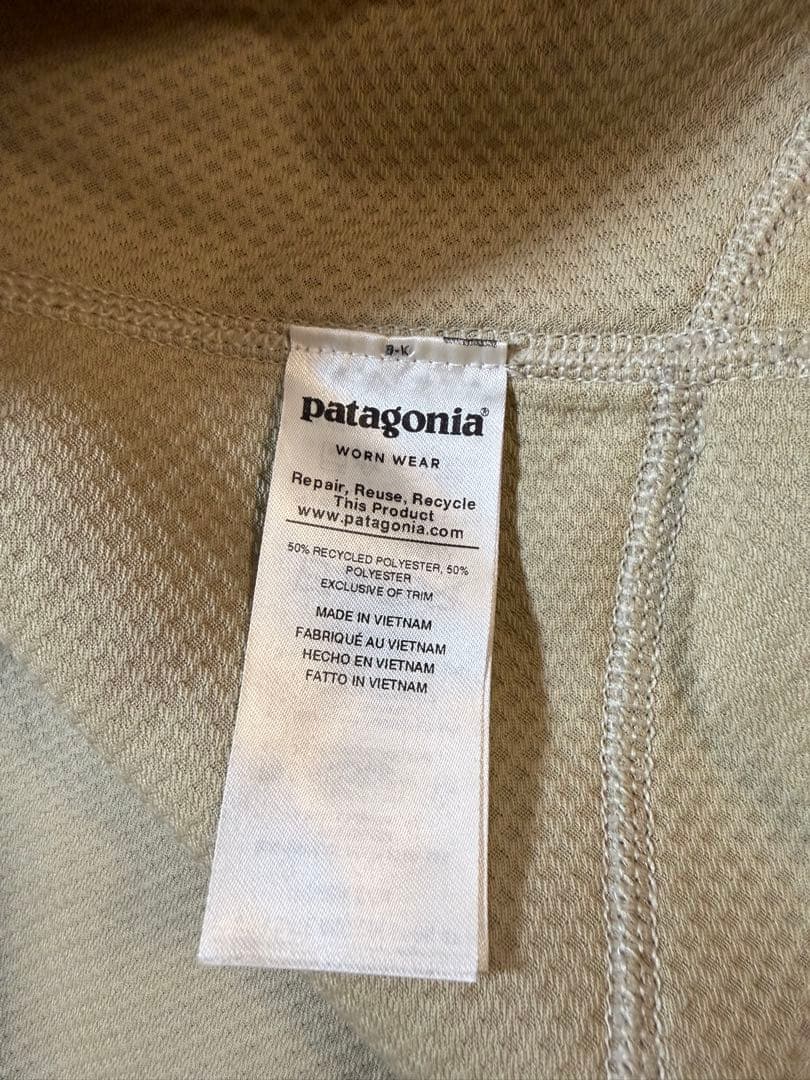 patagonia®
WORN WEAR
Repair, Reuse, Recycle
This Product
www.patagonia.com
50% RECYCLED POLYESTER, 50%
POLYESTER
EXCLUSIVE OF TRIM
MADE IN VIETNAM
FABRIQUÉ AU VIETNAM
HECHO EN VIETNAM
FATTO IN VIETNAM